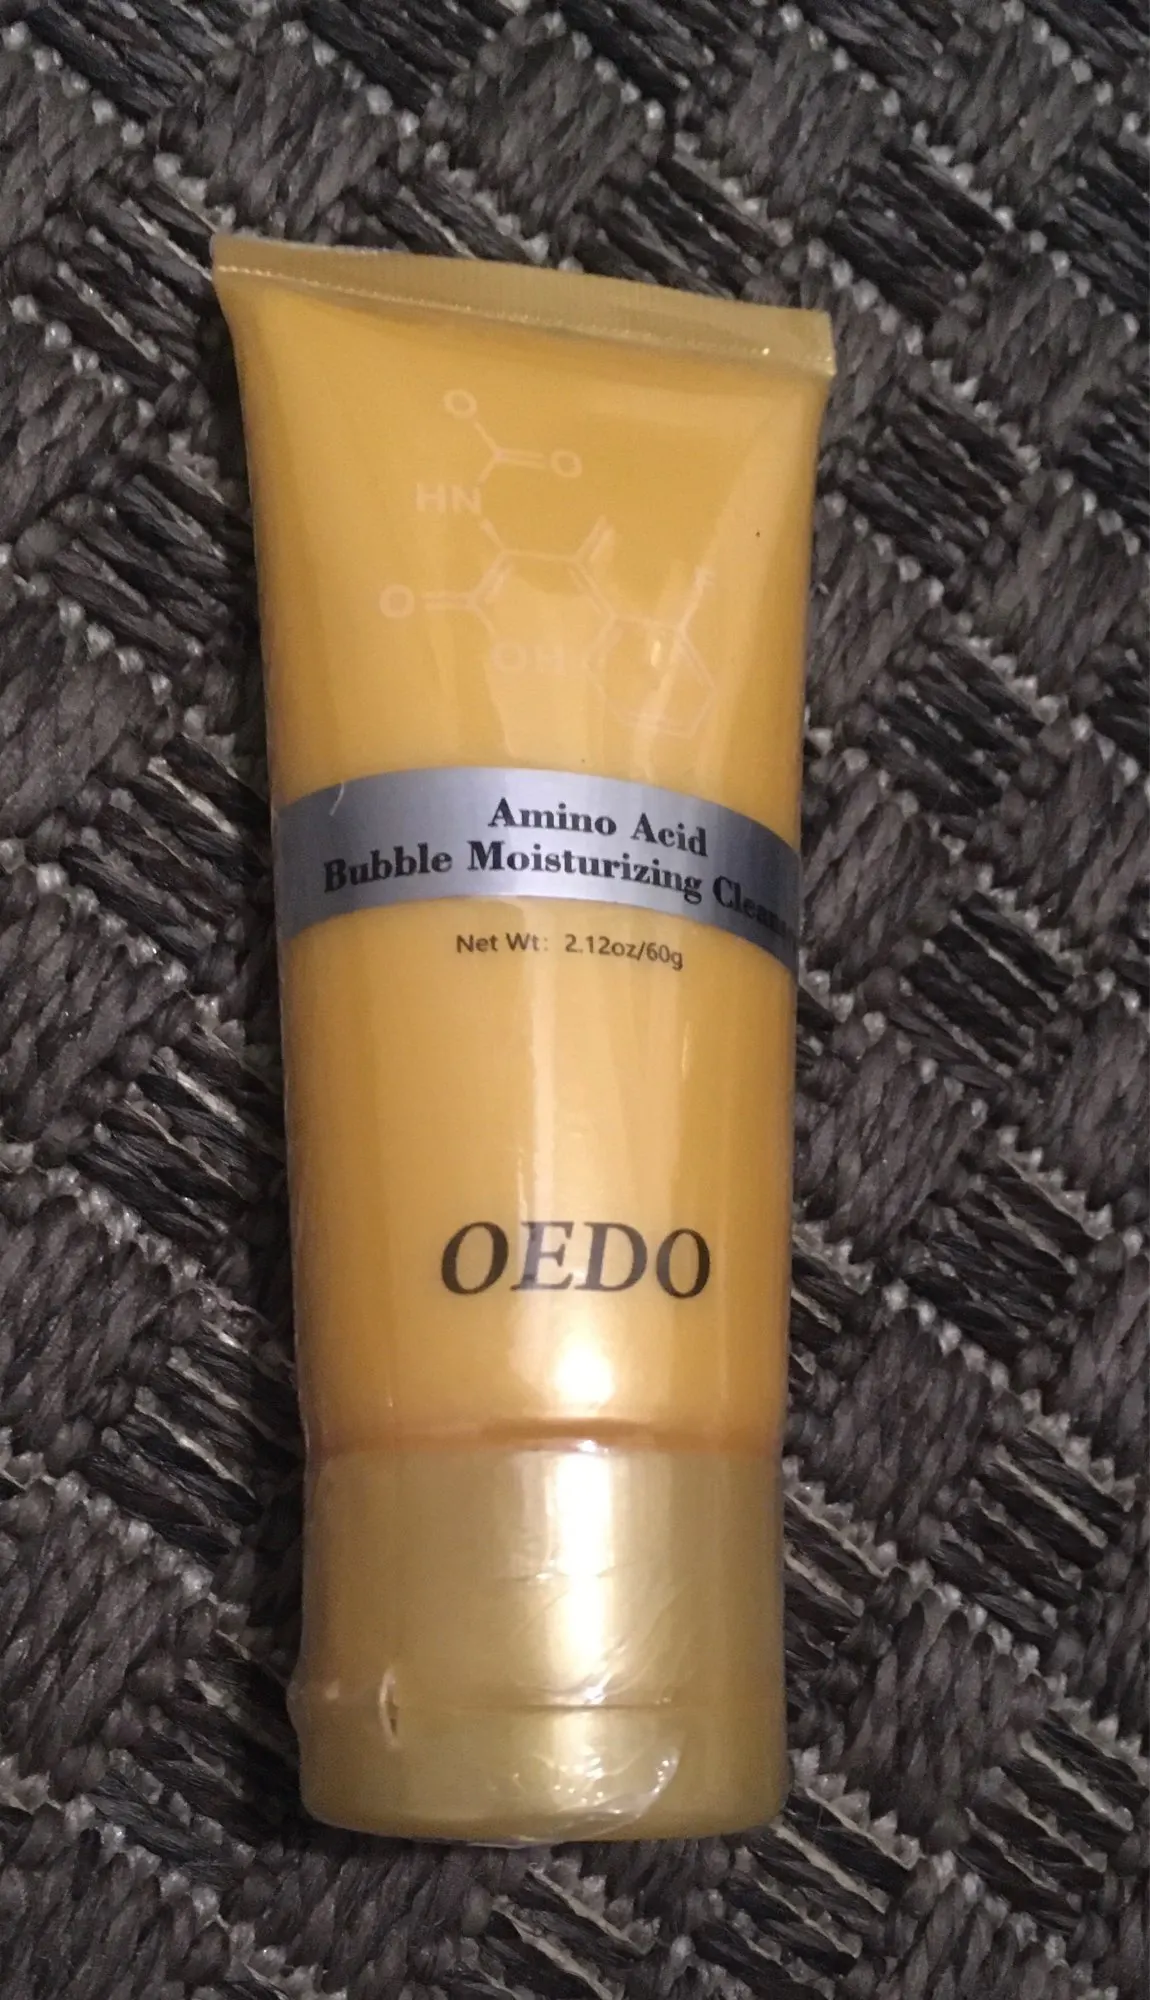 O
O
HN
O
OH
Amino Acid
Bubble Moisturizing
Net Wt: 2.12oz/60g
OEDO